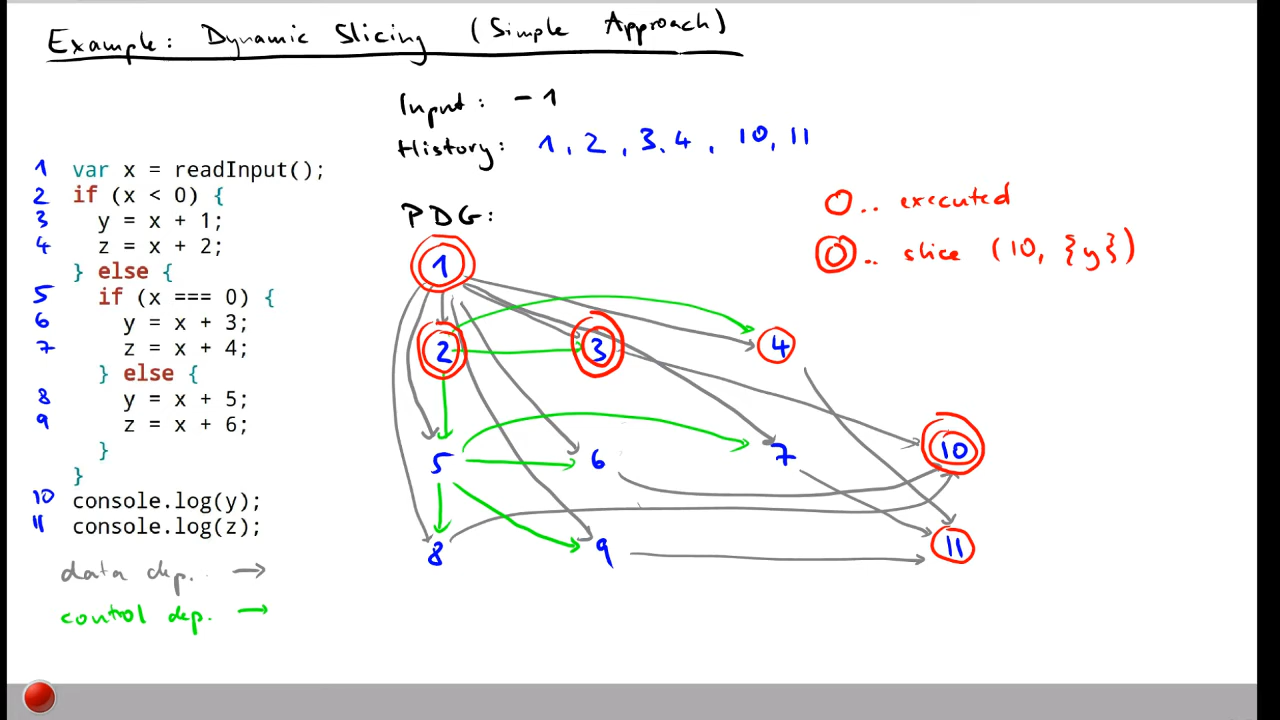 Example: Dynamic Slicing (Simple Approach)
Input: -1
History: 1, 2, 3, 4, 10, 11
1 var x = readInput();
2 if (x < 0) {
3 y = x + 1;
4 z = x + 2;
} else {
5 if (x === 0) {
6 y = x + 3;
7 z = x + 4;
} else {
8 y = x + 5;
9 z = x + 6;
}
}
10 console.log(y);
11 console.log(z);
data dep. →
control dep. →
PDG:
O.. executed
O.. slice (10, {y})
1
2 3 4
5 6 7 10
8 9 11